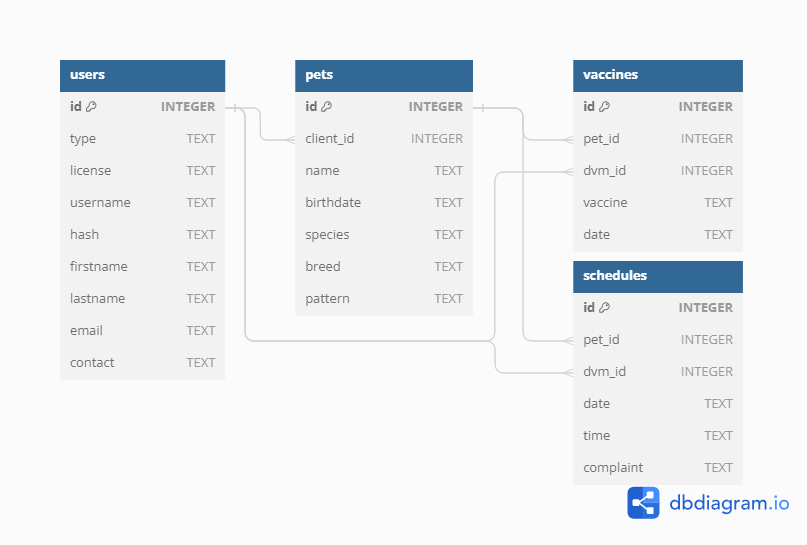 users
id INTEGER
type TEXT
license TEXT
username TEXT
hash TEXT
firstname TEXT
lastname TEXT
email TEXT
contact TEXT
pets
id INTEGER
client_id INTEGER
name TEXT
birthdate TEXT
species TEXT
breed TEXT
pattern TEXT
vaccines
id INTEGER
pet_id INTEGER
dvm_id INTEGER
vaccine TEXT
date TEXT
schedules
id INTEGER
pet_id INTEGER
dvm_id INTEGER
date TEXT
time TEXT
complaint TEXT
dbdiagram.io